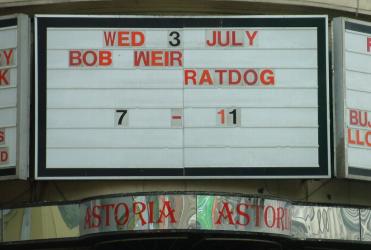 WED 3 JULY
BOB WEIR
RATDOG
7 - 11
ASTORIA ASTORIA